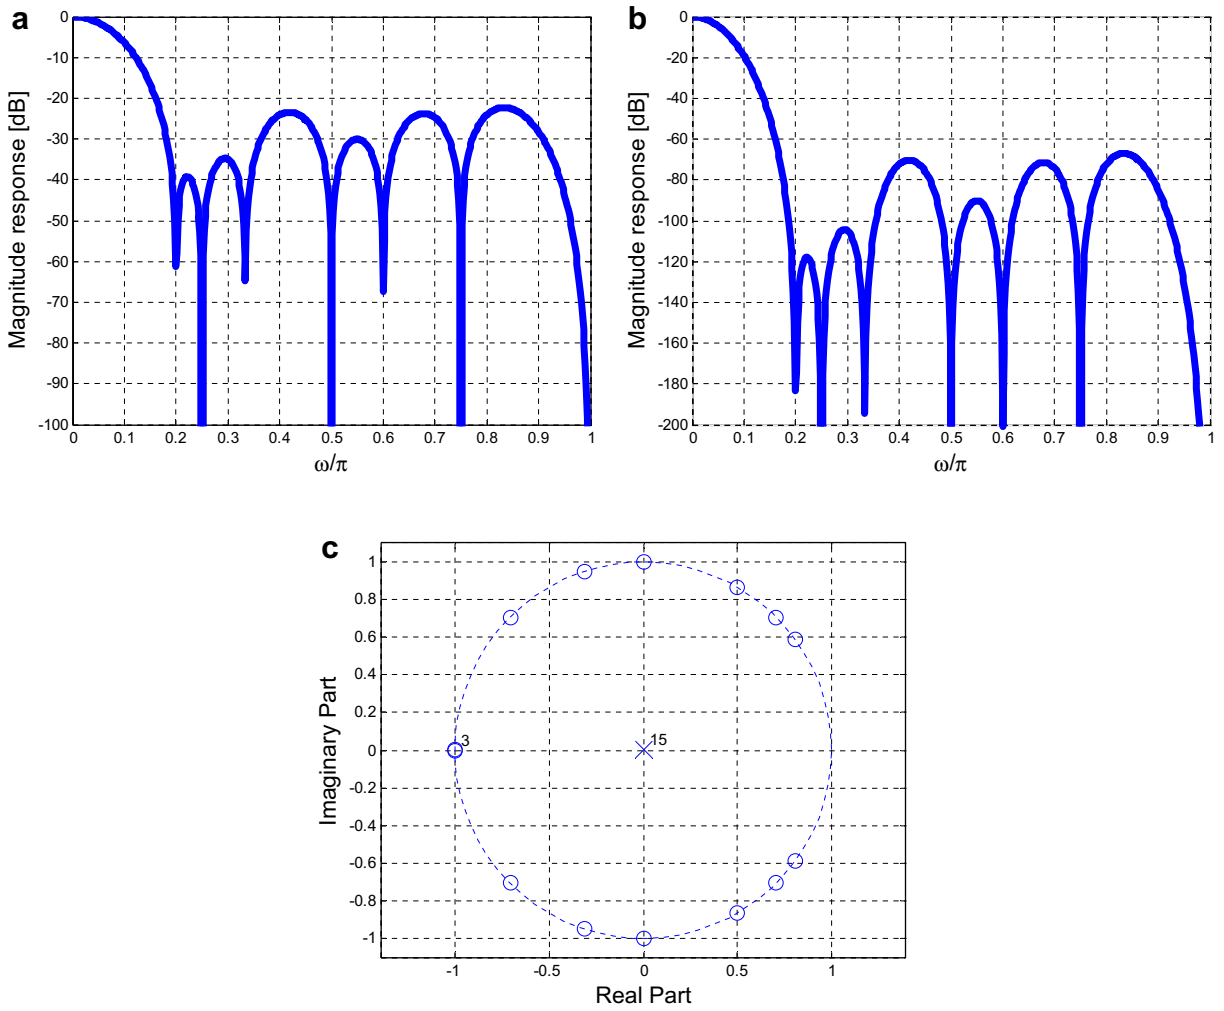 a
Magnitude response [dB]
0
-10
-20
-30
-40
-50
-60
-70
-80
-90
-100
0 0.1 0.2 0.3 0.4 0.5 0.6 0.7 0.8 0.9 1
ω/π
b
Magnitude response [dB]
0
-20
-40
-60
-80
-100
-120
-140
-160
-180
-200
0 0.1 0.2 0.3 0.4 0.5 0.6 0.7 0.8 0.9 1
ω/π
c
Imaginary Part
1
0.8
0.6
0.4
0.2
0
-0.2
-0.4
-0.6
-0.8
-1
3
15
-1 -0.5 0 0.5 1
Real Part